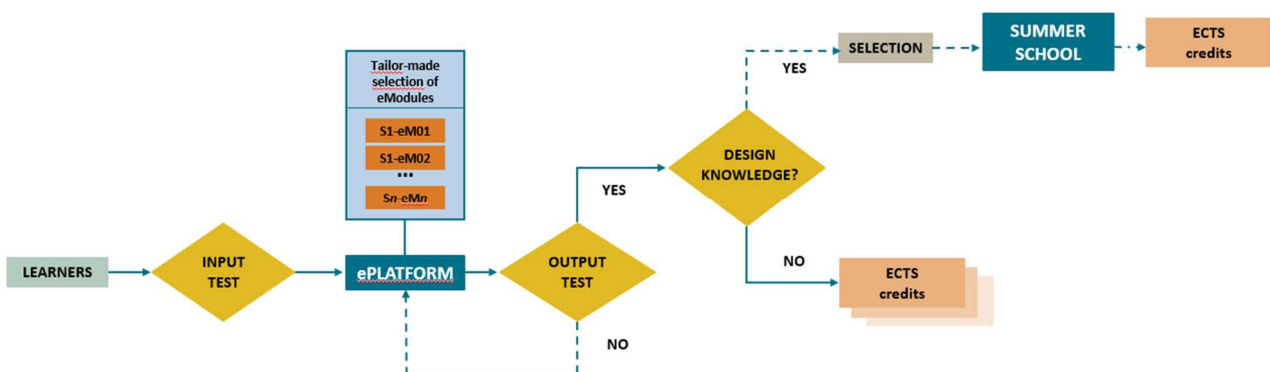 LEARNERS
INPUT
TEST
Tailor-made
selection of
eModules
S1-eM01
S1-eM02
...
Sn-eMn
ePLATFORM
OUTPUT
TEST
YES
NO
DESIGN
KNOWLEDGE?
YES
NO
SELECTION
SUMMER
SCHOOL
ECTS
credits
ECTS
credits